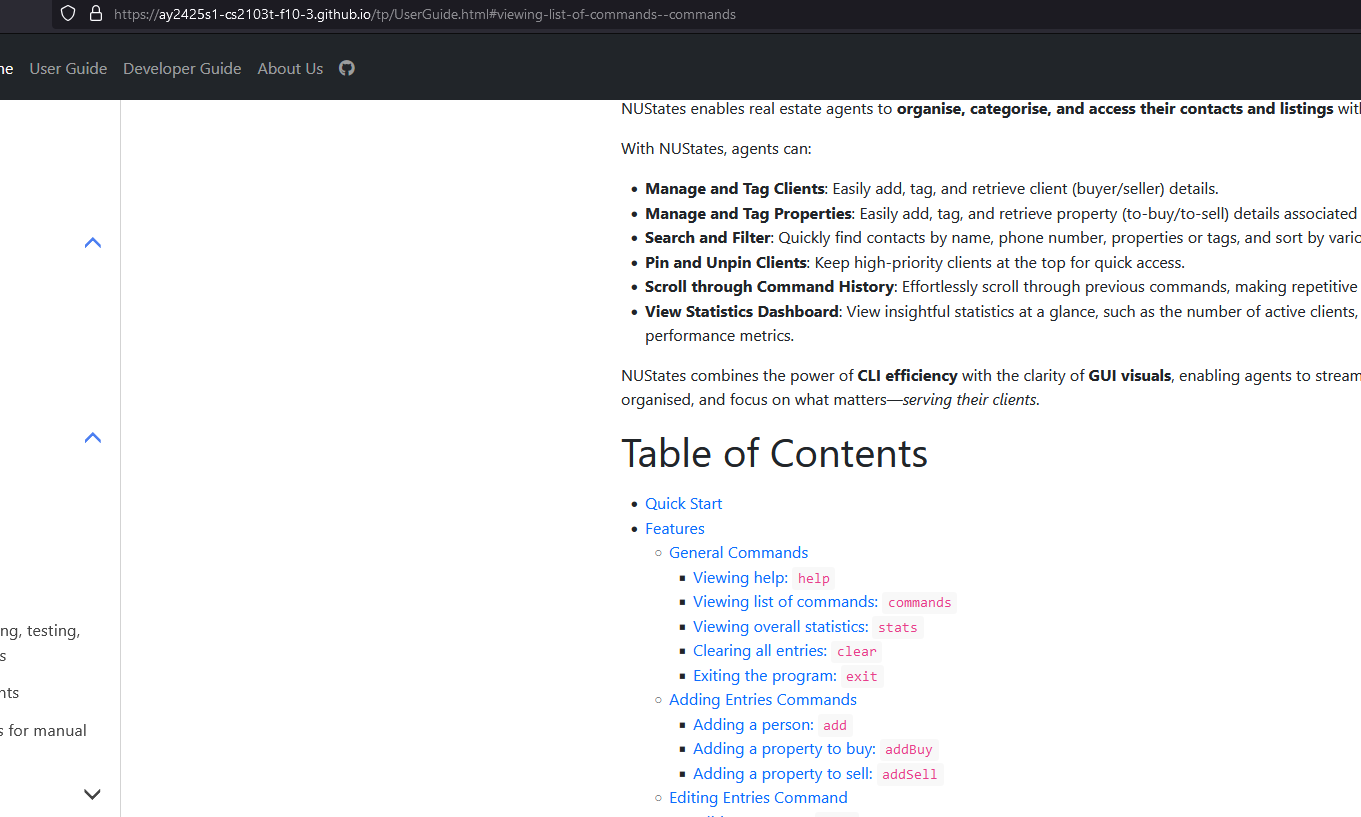 https://ay2425s1-cs2103t-f10-3.github.io/tp/UserGuide.html#viewing-list-of-commands--commands
ne User Guide Developer Guide About Us
NUStates enables real estate agents to organise, categorise, and access their contacts and listings with
With NUStates, agents can:
Manage and Tag Clients: Easily add, tag, and retrieve client (buyer/seller) details.
Manage and Tag Properties: Easily add, tag, and retrieve property (to-buy/to-sell) details associated
Search and Filter: Quickly find contacts by name, phone number, properties or tags, and sort by vario
Pin and Unpin Clients: Keep high-priority clients at the top for quick access.
Scroll through Command History: Effortlessly scroll through previous commands, making repetitive
View Statistics Dashboard: View insightful statistics at a glance, such as the number of active clients,
performance metrics.
NUStates combines the power of CLI efficiency with the clarity of GUI visuals, enabling agents to stream
organised, and focus on what matters—serving their clients.
Table of Contents
Quick Start
Features
General Commands
Viewing help: help
Viewing list of commands: commands
Viewing overall statistics: stats
Clearing all entries: clear
Exiting the program: exit
Adding Entries Commands
Adding a person: add
Adding a property to buy: addBuy
Adding a property to sell: addSell
Editing Entries Command
ng, testing,
s
nts
s for manual